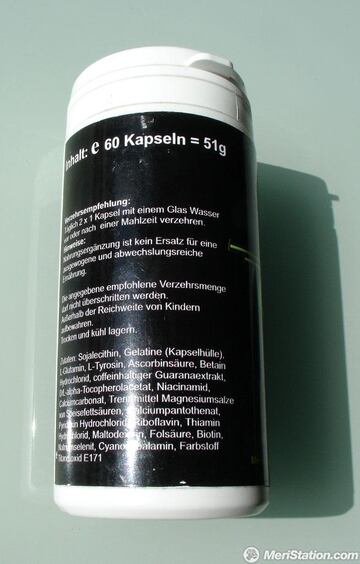 Inhalt: e 60 Kapseln = 51g
Verzehrsempfehlung:
Täglich 2 x 1 Kapsel mit einem Glas Wasser
vor oder nach einer Mahlzeit verzehren.
Hinweise:
Nahrungsergänzung ist kein Ersatz für eine
ausgewogene und abwechslungsreiche
Ernährung.
Die angegebene empfohlene Verzehrsmenge
darf nicht überschritten werden.
Außerhalb der Reichweite von Kindern
aufbewahren.
Trocken und kühl lagern.
Zutaten: Sojalecithin, Gelatine (Kapselhülle),
L-Glutamin, L-Tyrosin, Ascorbinsäure, Betain
Hydrochlorid, coffeinhaltiger Guaranaextrakt,
D/L-alpha-Tocopherolacetat, Niacinamid,
Calciumcarbonat, Trennmittel Magnesiumsalze
von Speisefettsäuren, Calciumpantothenat,
Pyridoxin Hydrochlorid, Riboflavin, Thiamin
Hydrochlorid, Maltodextrin, Folsäure, Biotin,
Natriumselenit, Cyanocobalamin, Farbstoff
Titandioxid E171
MeriStation.com